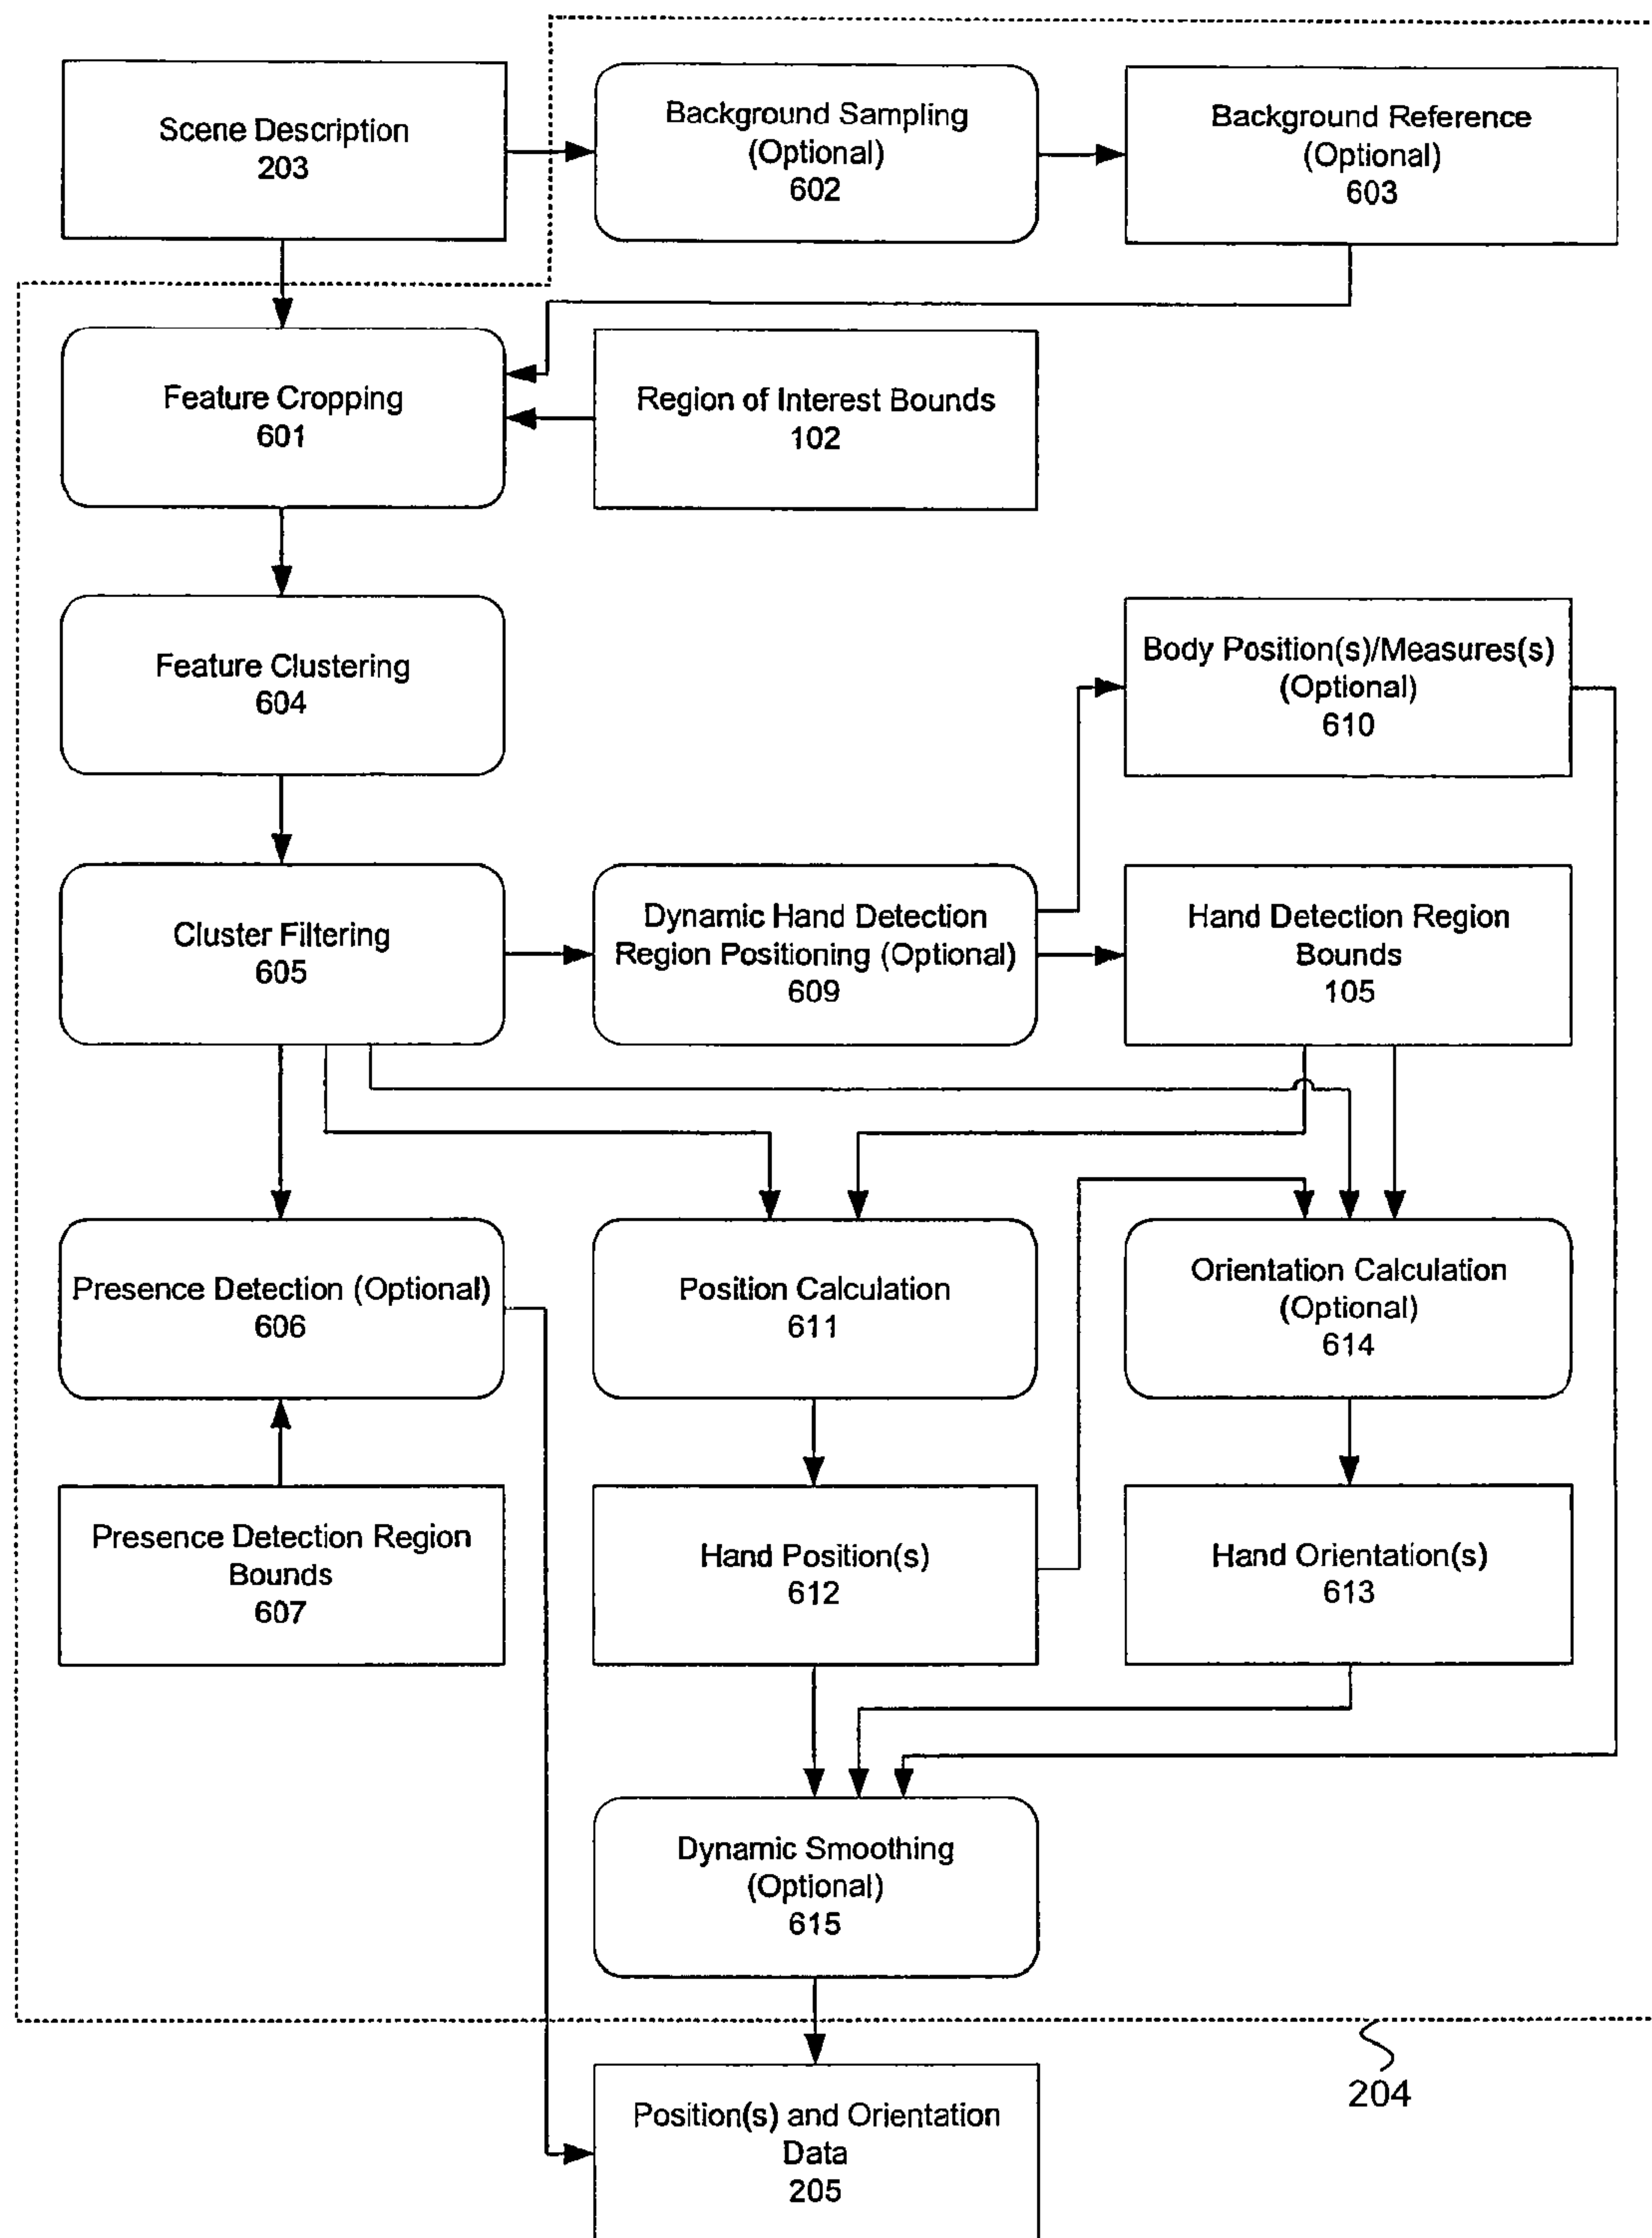 Scene Description
203
Background Sampling
(Optional)
602
Background Reference
(Optional)
603
Feature Cropping
601
Region of Interest Bounds
102
Feature Clustering
604
Body Position(s)/Measures(s)
(Optional)
610
Cluster Filtering
605
Dynamic Hand Detection
Region Positioning (Optional)
609
Hand Detection Region
Bounds
105
Presence Detection (Optional)
606
Position Calculation
611
Orientation Calculation
(Optional)
614
Presence Detection Region
Bounds
607
Hand Position(s)
612
Hand Orientation(s)
613
Dynamic Smoothing
(Optional)
615
204
Position(s) and Orientation
Data
205